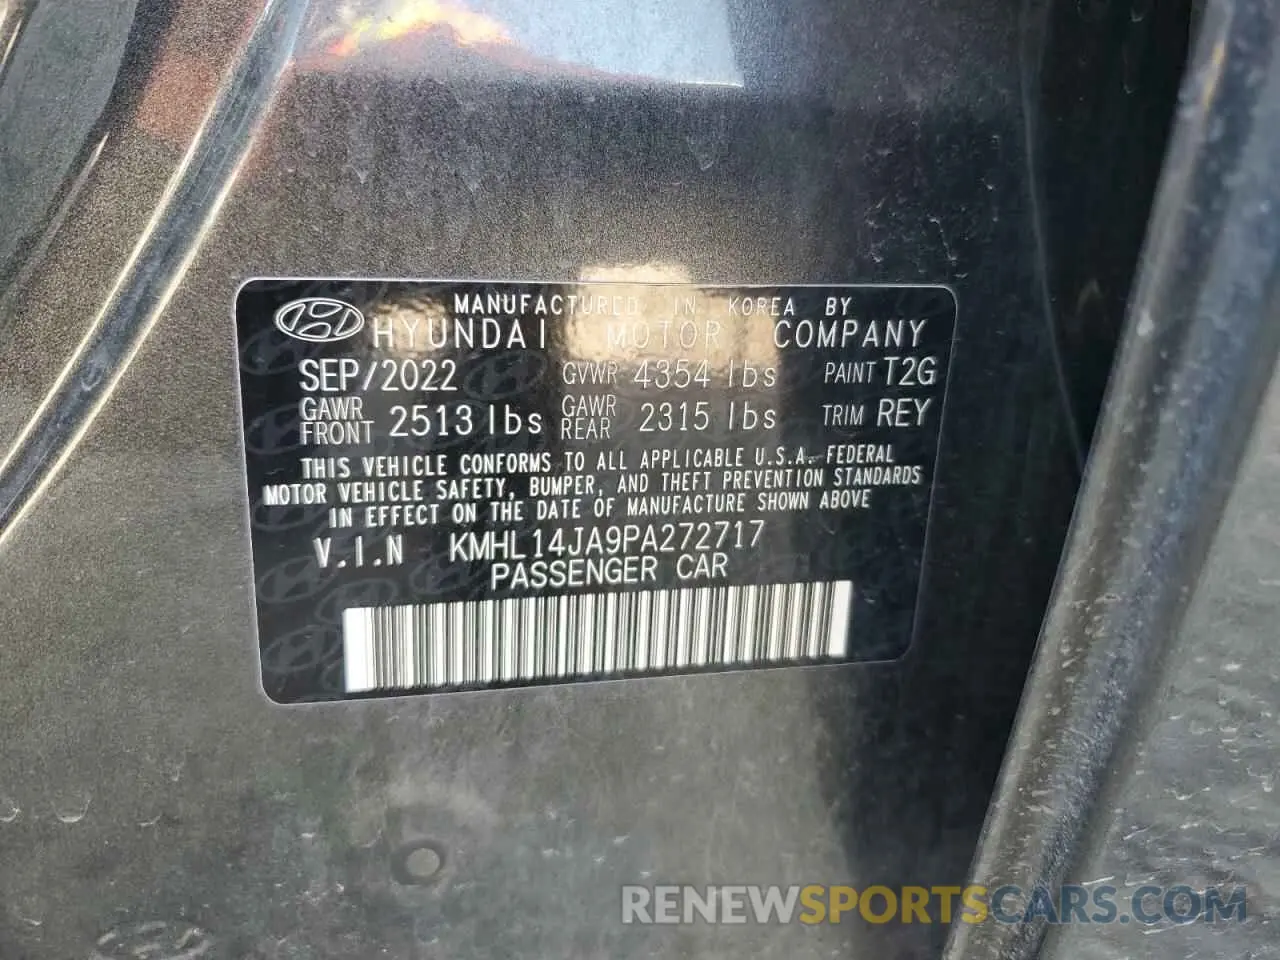 MANUFACTURED IN KOREA BY
HYUNDAI MOTOR COMPANY
SEP/2022 GVWR 4354 lbs PAINT T2G
GAWR FRONT 2513 lbs GAWR REAR 2315 lbs TRIM REY
THIS VEHICLE CONFORMS TO ALL APPLICABLE U.S.A. FEDERAL
MOTOR VEHICLE SAFETY, BUMPER, AND THEFT PREVENTION STANDARDS
IN EFFECT ON THE DATE OF MANUFACTURE SHOWN ABOVE
V.I.N KMHL14JA9PA272717
PASSENGER CAR
RENEWSPORTSCARS.COM